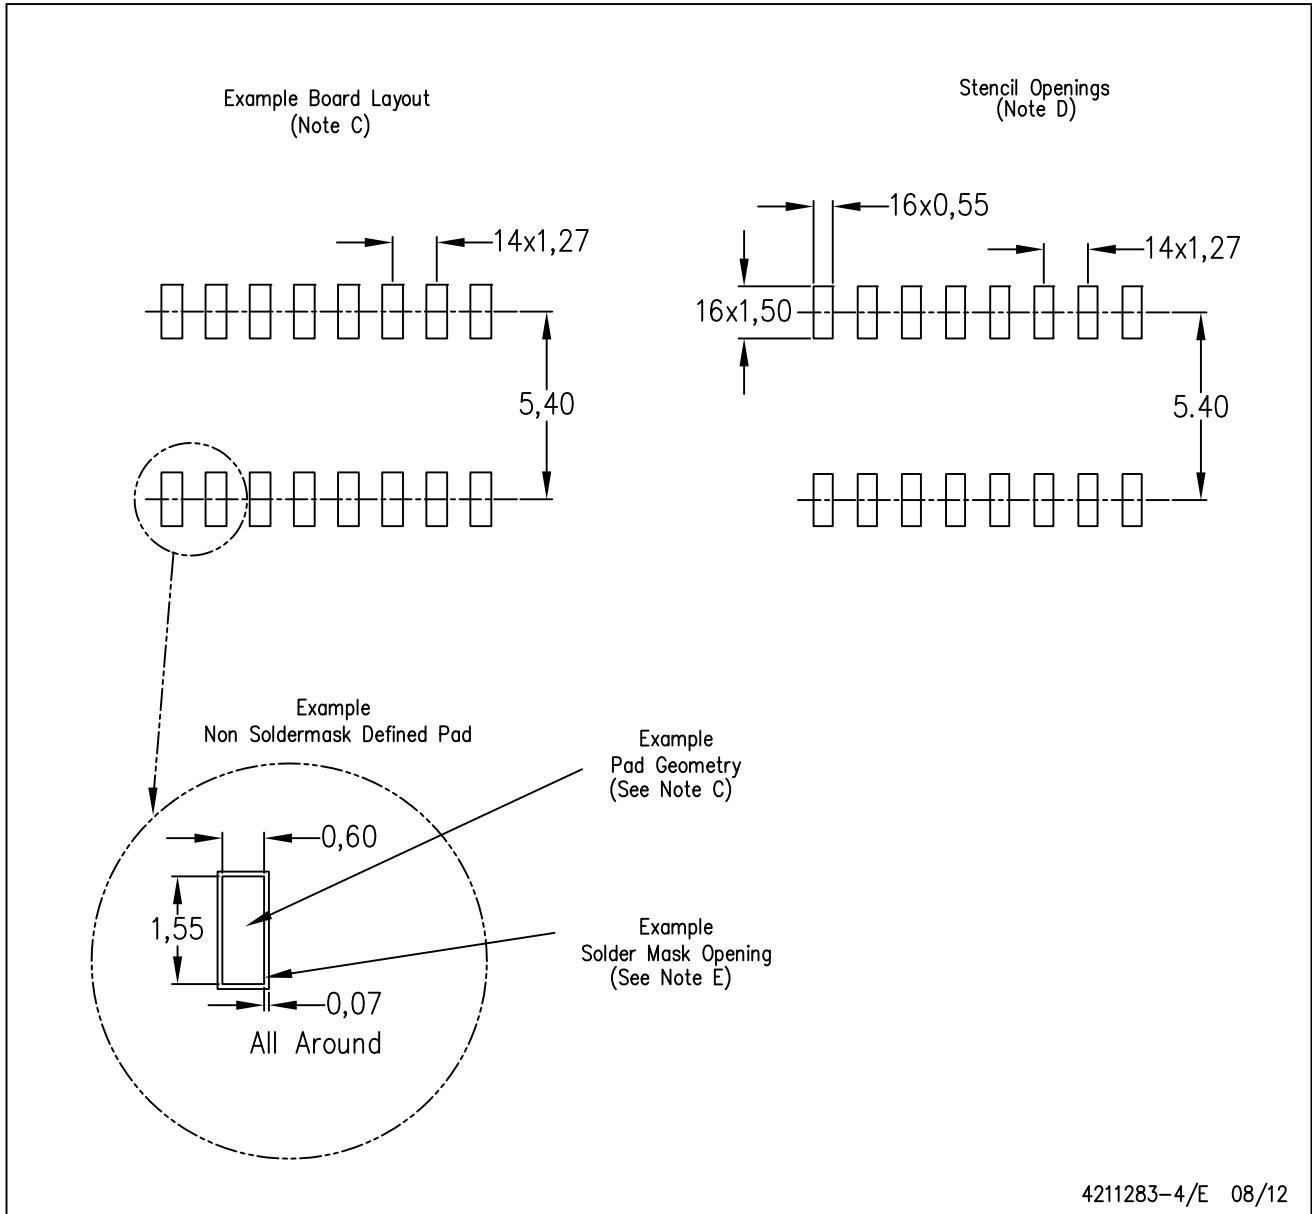 Example Board Layout
(Note C)
14x1,27
5,40
Stencil Openings
(Note D)
16x0,55
14x1,27
16x1,50
5.40
Example
Non Soldermask Defined Pad
Example
Pad Geometry
(See Note C)
0,60
1,55
Example
Solder Mask Opening
(See Note E)
0,07
All Around
4211283-4/E 08/12